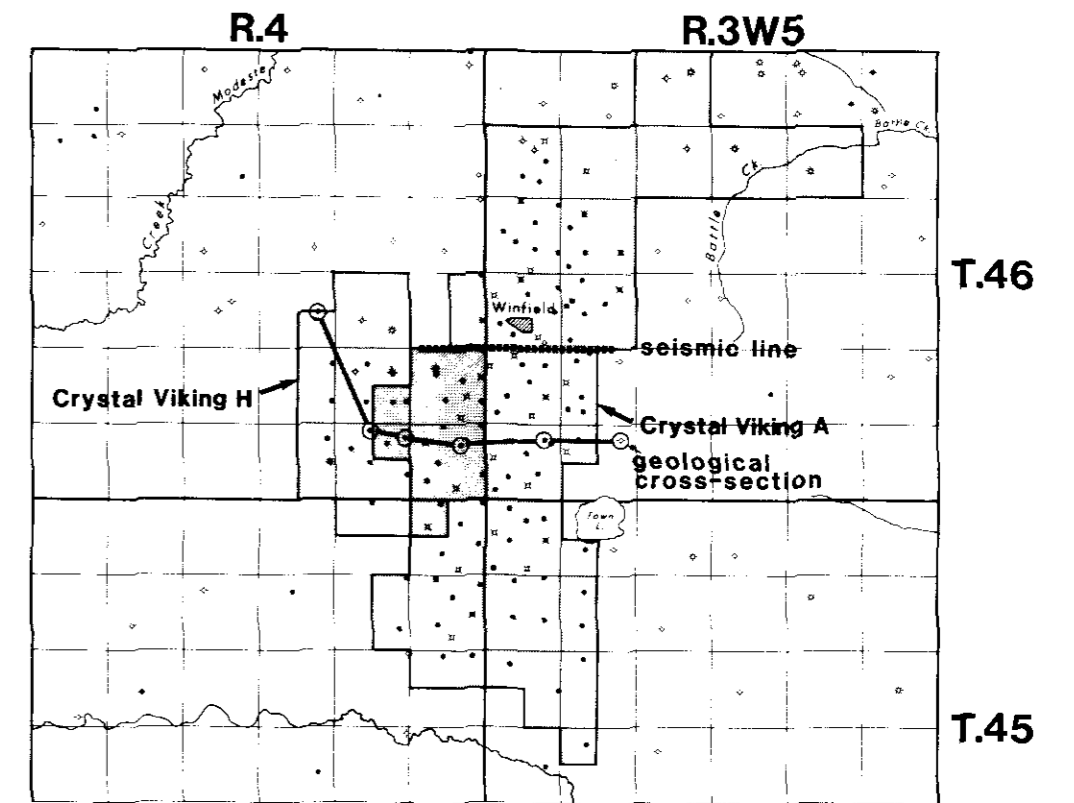 R.4
R.3W5
Modeste
Creek
Battle Ck.
Ck.
Battle
T.46
Winfield
seismic line
Crystal Viking H
Crystal Viking A
geological
cross-section
Fawn
L.
T.45